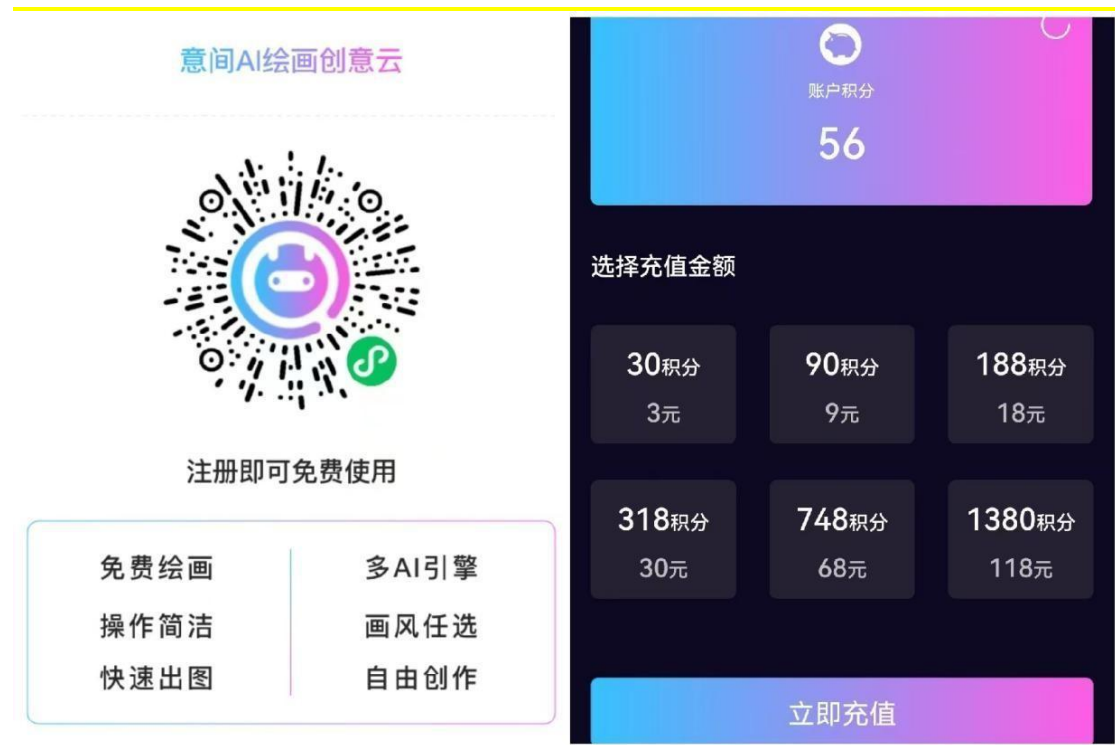 意间AI绘画创意云
注册即可免费使用
免费绘画 多AI引擎
操作简洁 画风任选
快速出图 自由创作
账户积分
56
选择充值金额
30积分 90积分 188积分
3元 9元 18元
318积分 748积分 1380积分
30元 68元 118元
立即充值